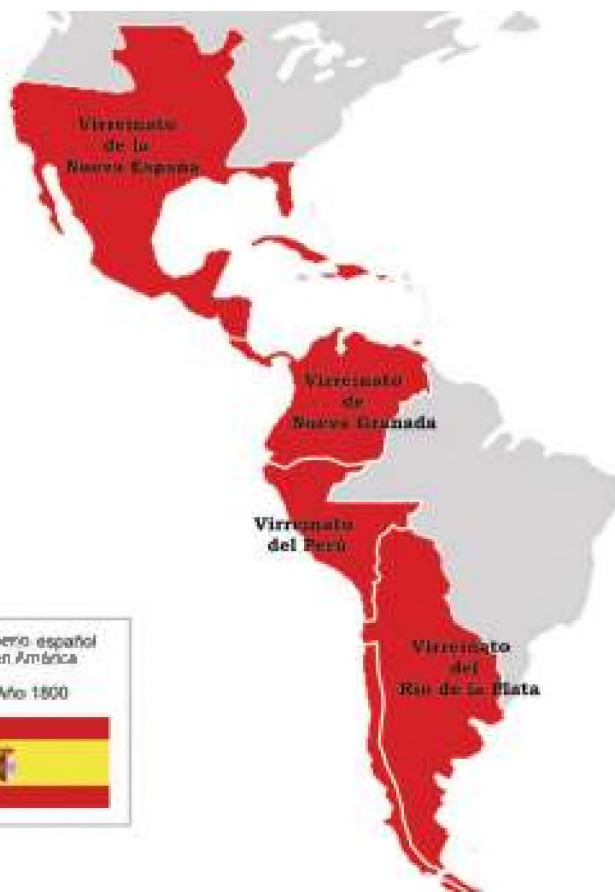 Virreinato
de la
Nueva España
Virreinato
de
Nueva Granada
Virreinato
del Perú
Virreinato
del
Río de la Plata
español
en América
Año 1800